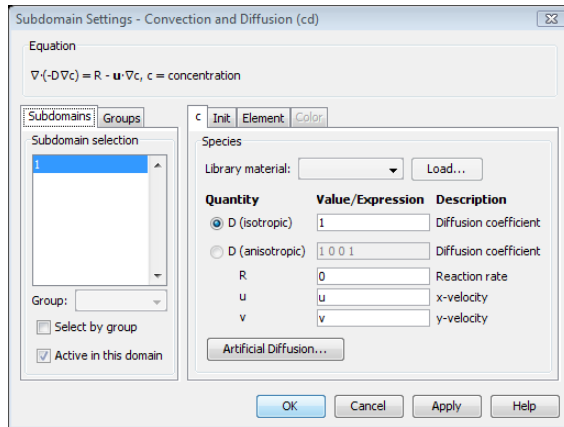 Subdomain Settings - Convection and Diffusion (cd)
Equation
∇·(-D∇c) = R - u·∇c, c = concentration
Subdomains Groups
Subdomain selection
1
Group:
Select by group
Active in this domain
c Init Element Color
Species
Library material: Load...
Quantity Value/Expression Description
D (isotropic) 1 Diffusion coefficient
D (anisotropic) 1 0 0 1 Diffusion coefficient
R 0 Reaction rate
u u x-velocity
v v y-velocity
Artificial Diffusion...
OK Cancel Apply Help